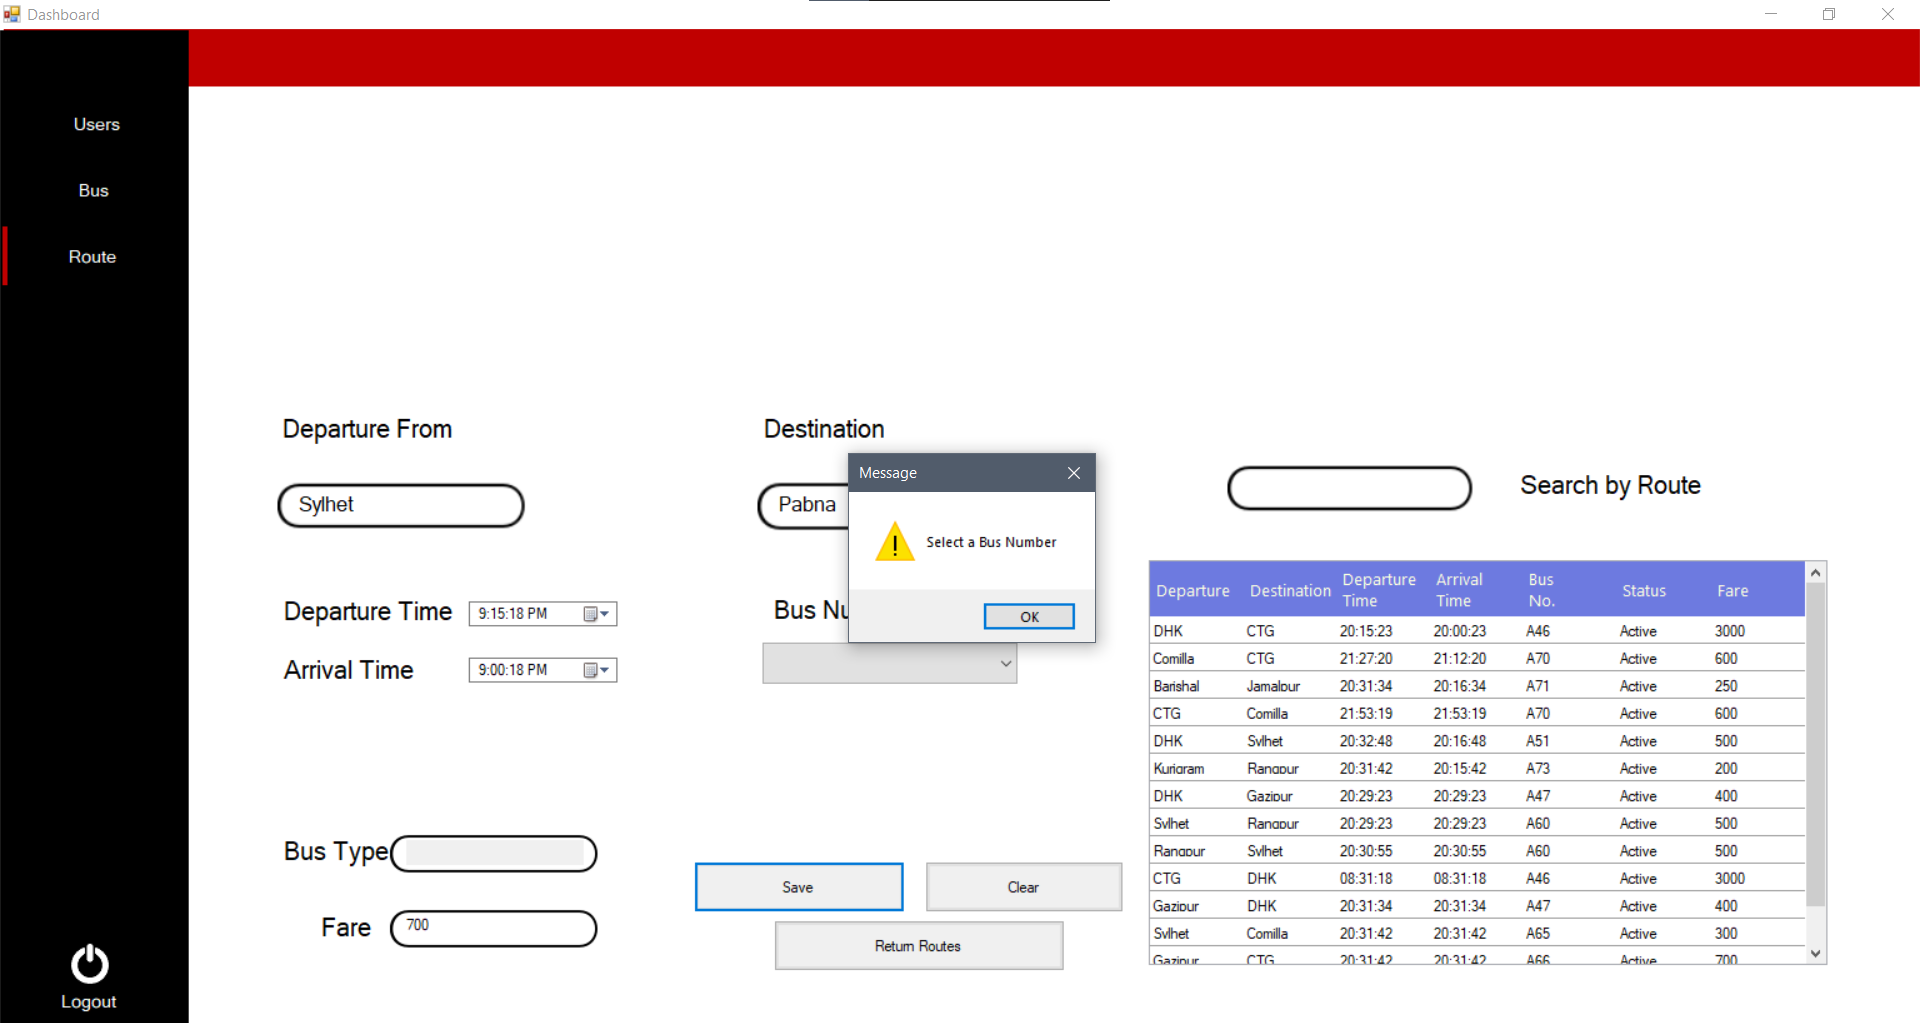 Dashboard
Users
Bus
Route
Logout
Departure From
Destination
Sylhet
Pabna
Search by Route
Message
Select a Bus Number
OK
Departure Time 9:15:18 PM
Bus Nu
Arrival Time 9:00:18 PM
Bus Type
Fare 700
Save
Clear
Return Routes
Departure Destination Departure Time Arrival Time Bus No. Status Fare
DHK CTG 20:15:23 20:00:23 A46 Active 3000
Comilla CTG 21:27:20 21:12:20 A70 Active 600
Barishal Jamalpur 20:31:34 20:16:34 A71 Active 250
CTG Comilla 21:53:19 21:53:19 A70 Active 600
DHK Sylhet 20:32:48 20:16:48 A51 Active 500
Kurigram Rangpur 20:31:42 20:15:42 A73 Active 200
DHK Gazipur 20:29:23 20:29:23 A47 Active 400
Sylhet Rangpur 20:29:23 20:29:23 A60 Active 500
Rangpur Sylhet 20:30:55 20:30:55 A60 Active 500
CTG DHK 08:31:18 08:31:18 A46 Active 3000
Gazipur DHK 20:31:34 20:31:34 A47 Active 400
Sylhet Comilla 20:31:42 20:31:42 A65 Active 300
Gazipur CTG 20:31:42 20:31:42 A66 Active 700